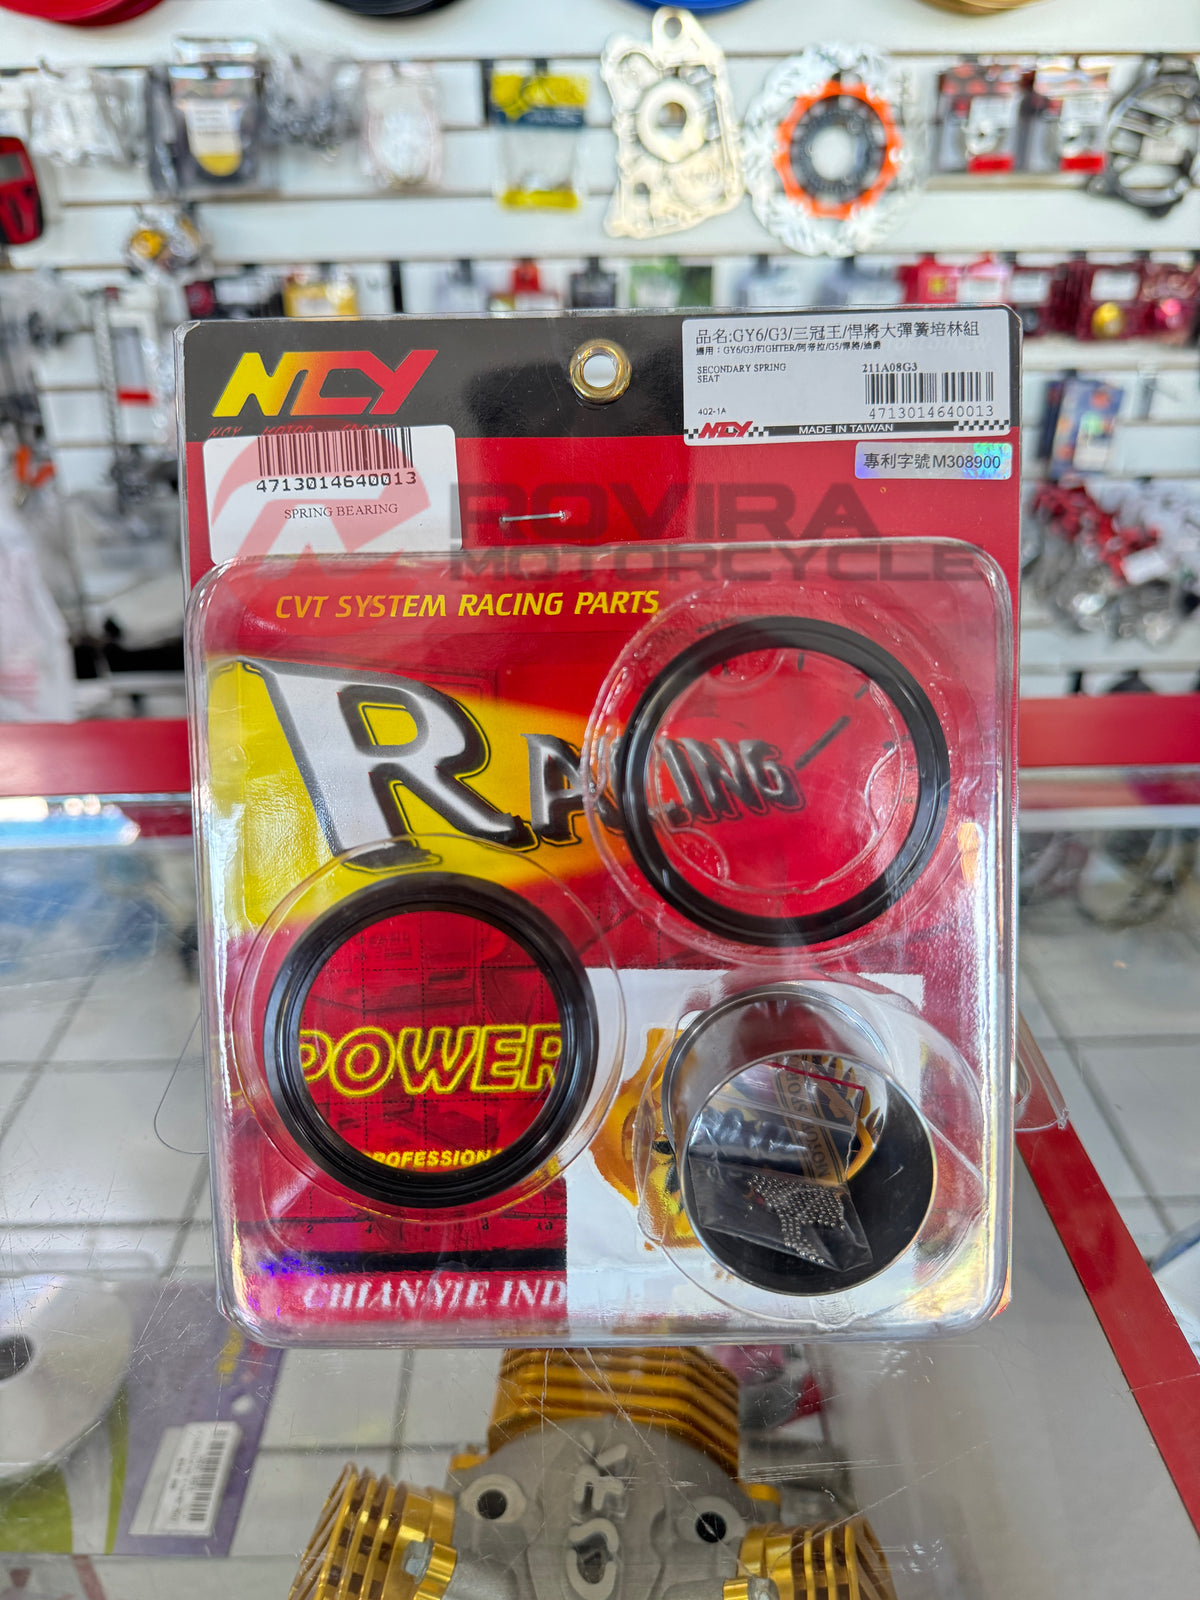 NCY
品名:GY6/G3/三冠王/悍將大彈簧培林組
適用：GY6/G3/FIGHTER/阿帝拉/G5/悍將/迪爵
SECONDARY SPRING
SEAT
211A08G3
402-1A
4713014640013
NCY
MADE IN TAIWAN
專利字號M308900
4713014640013
SPRING BEARING
ROVIRA
MOTORCYCLE
CVT SYSTEM RACING PARTS
RACING
POWER
PROFESSION
CHIAN YIE IND